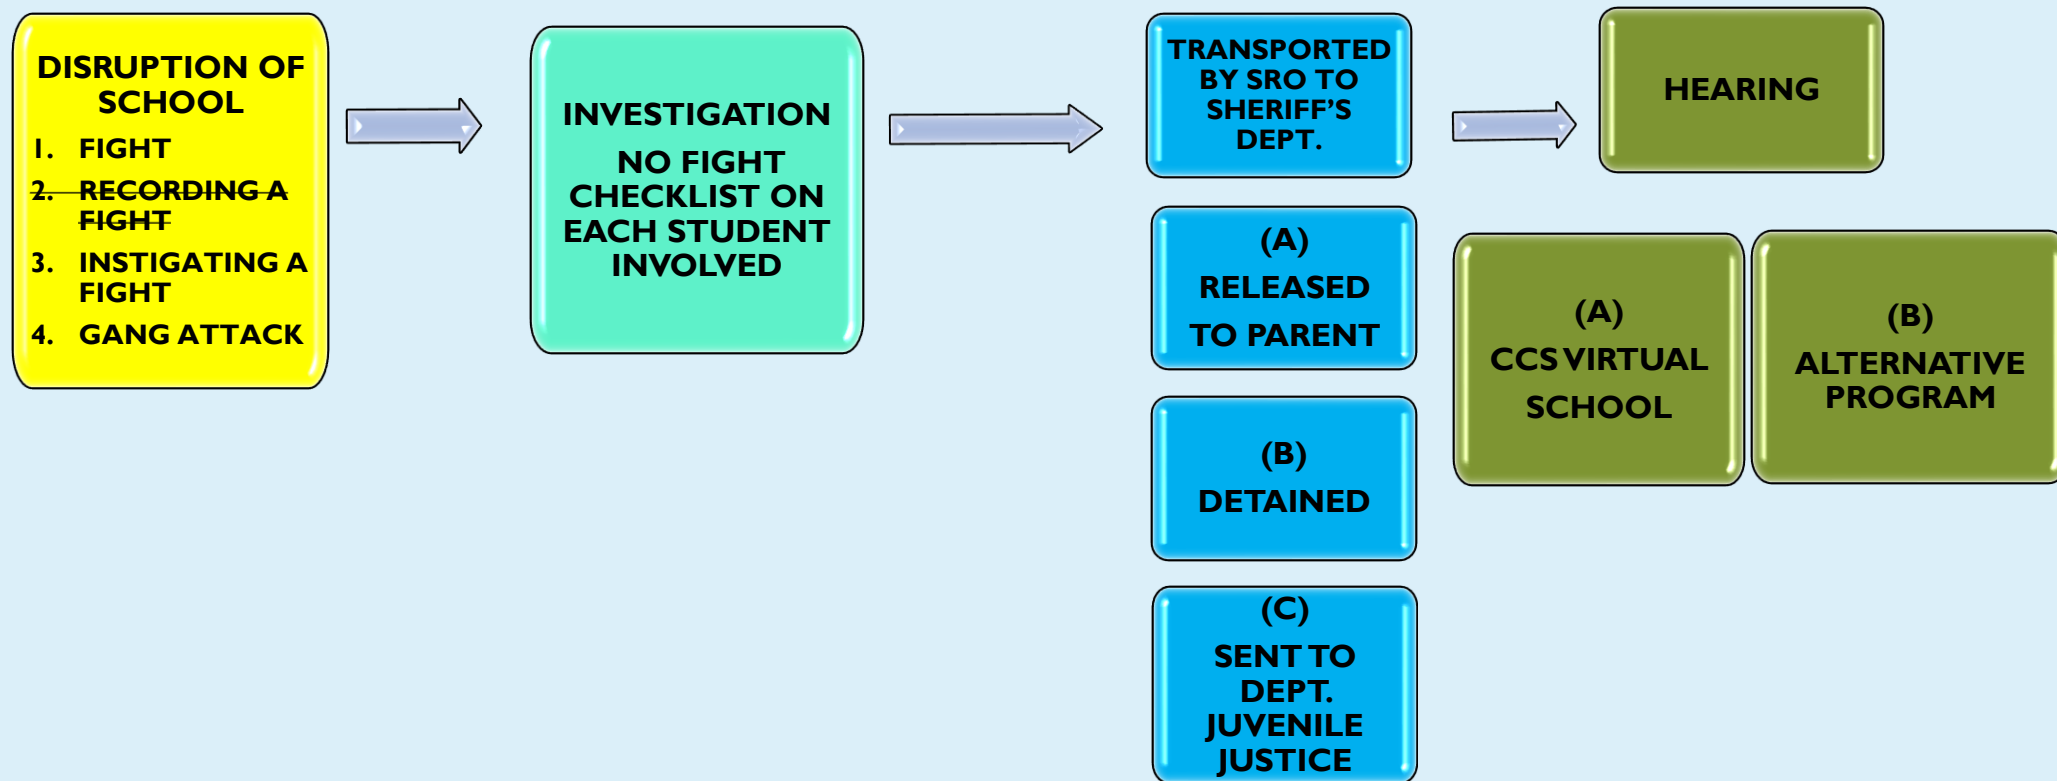 DISRUPTION OF
SCHOOL
1. FIGHT
2. RECORDING A
FIGHT
3. INSTIGATING A
FIGHT
4. GANG ATTACK
INVESTIGATION
NO FIGHT
CHECKLIST ON
EACH STUDENT
INVOLVED
TRANSPORTED
BY SRO TO
SHERIFF’S
DEPT.
(A)
RELEASED
TO PARENT
(B)
DETAINED
(C)
SENT TO
DEPT.
JUVENILE
JUSTICE
HEARING
(A)
CCS VIRTUAL
SCHOOL
(B)
ALTERNATIVE
PROGRAM